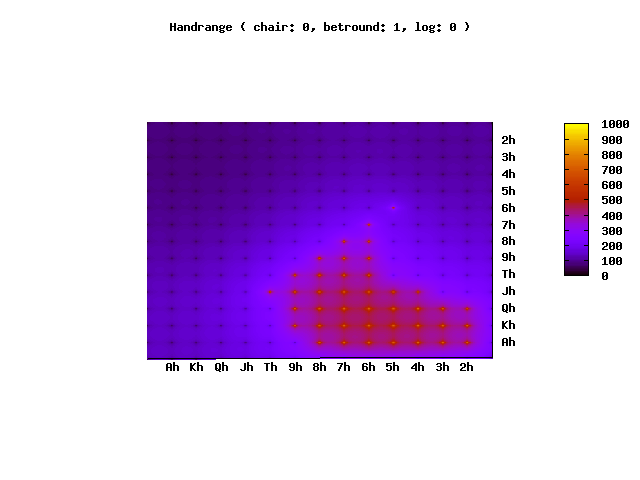 Handrange ( chair: 0, betround: 1, log: 0 )
1000
900
800
700
600
500
400
300
200
100
0
2h
3h
4h
5h
6h
7h
8h
9h
Th
Jh
Qh
Kh
Ah
Ah Kh Qh Jh Th 9h 8h 7h 6h 5h 4h 3h 2h